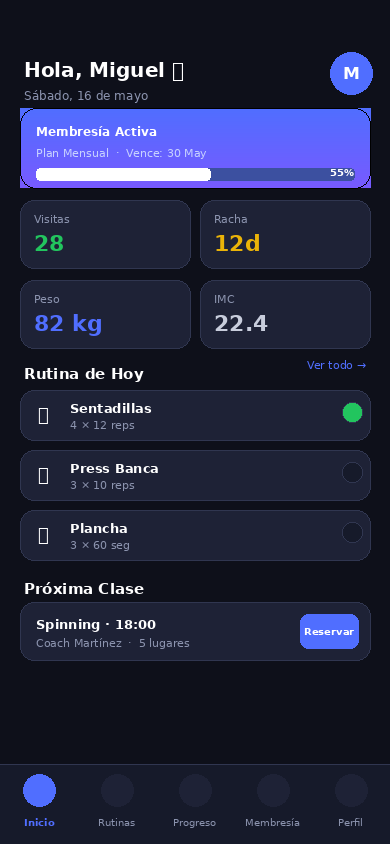 Hola, Miguel
M
Sábado, 16 de mayo
Membresía Activa
Plan Mensual · Vence: 30 May
55%
Visitas
28
Racha
12d
Peso
82 kg
IMC
22.4
Rutina de Hoy
Ver todo →
Sentadillas
4 × 12 reps
Press Banca
3 × 10 reps
Plancha
3 × 60 seg
Próxima Clase
Spinning · 18:00
Coach Martínez · 5 lugares
Reservar
Inicio
Rutinas
Progreso
Membresía
Perfil